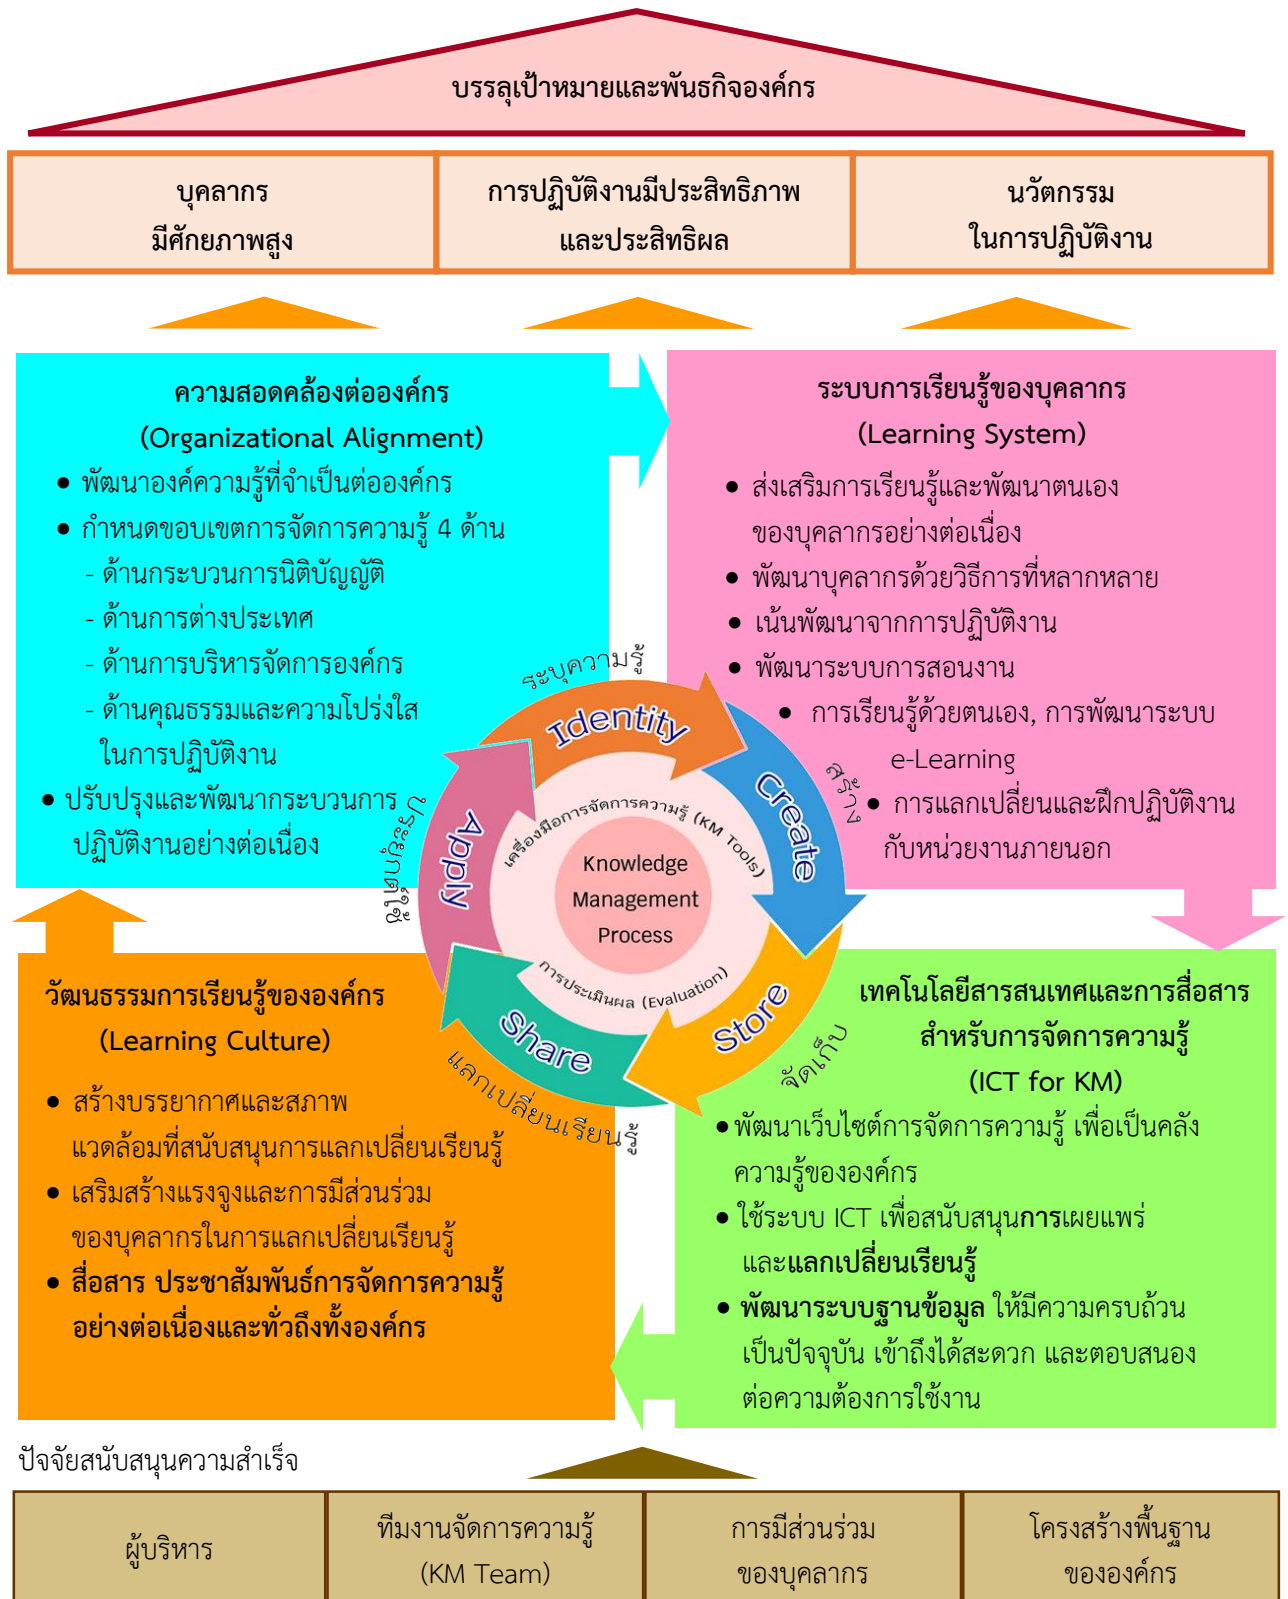 บรรลุเป้าหมายและพันธกิจองค์กร
บุคลากร
มีศักยภาพสูง
การปฏิบัติงานมีประสิทธิภาพ
และประสิทธิผล
นวัตกรรม
ในการปฏิบัติงาน
ความสอดคล้องต่อองค์กร
(Organizational Alignment)
• พัฒนาองค์ความรู้ที่จำเป็นต่อองค์กร
• กำหนดขอบเขตการจัดการความรู้ 4 ด้าน
- ด้านกระบวนการนิติบัญญัติ
- ด้านการต่างประเทศ
- ด้านการบริหารจัดการองค์กร
- ด้านคุณธรรมและความโปร่งใส
ในการปฏิบัติงาน
• ปรับปรุงและพัฒนากระบวนการ
ปฏิบัติงานอย่างต่อเนื่อง
ระบบการเรียนรู้ของบุคลากร
(Learning System)
• ส่งเสริมการเรียนรู้และพัฒนาตนเอง
ของบุคลากรอย่างต่อเนื่อง
• พัฒนาบุคลากรด้วยวิธีการที่หลากหลาย
• เน้นพัฒนาจากการปฏิบัติงาน
• พัฒนาระบบการสอนงาน
• การเรียนรู้ด้วยตนเอง, การพัฒนาระบบ
e-Learning
• การแลกเปลี่ยนและฝึกปฏิบัติงาน
กับหน่วยงานภายนอก
ระบุความรู้
Identity
สร้าง
Create
จัดเก็บ
Store
แลกเปลี่ยนเรียนรู้
Share
ประยุกต์ใช้
Apply
เครื่องมือการจัดการความรู้ (KM Tools)
Knowledge
Management
Process
การประเมินผล (Evaluation)
วัฒนธรรมการเรียนรู้ขององค์กร
(Learning Culture)
• สร้างบรรยากาศและสภาพ
แวดล้อมที่สนับสนุนการแลกเปลี่ยนเรียนรู้
• เสริมสร้างแรงจูงและการมีส่วนร่วม
ของบุคลากรในการแลกเปลี่ยนเรียนรู้
• สื่อสาร ประชาสัมพันธ์การจัดการความรู้
อย่างต่อเนื่องและทั่วถึงทั้งองค์กร
เทคโนโลยีสารสนเทศและการสื่อสาร
สำหรับการจัดการความรู้
(ICT for KM)
• พัฒนาเว็บไซต์การจัดการความรู้ เพื่อเป็นคลัง
ความรู้ขององค์กร
• ใช้ระบบ ICT เพื่อสนับสนุนการเผยแพร่
และแลกเปลี่ยนเรียนรู้
• พัฒนาระบบฐานข้อมูล ให้มีความครบถ้วน
เป็นปัจจุบัน เข้าถึงได้สะดวก และตอบสนอง
ต่อความต้องการใช้งาน
ปัจจัยสนับสนุนความสำเร็จ
ผู้บริหาร
ทีมงานจัดการความรู้
(KM Team)
การมีส่วนร่วม
ของบุคลากร
โครงสร้างพื้นฐาน
ขององค์กร